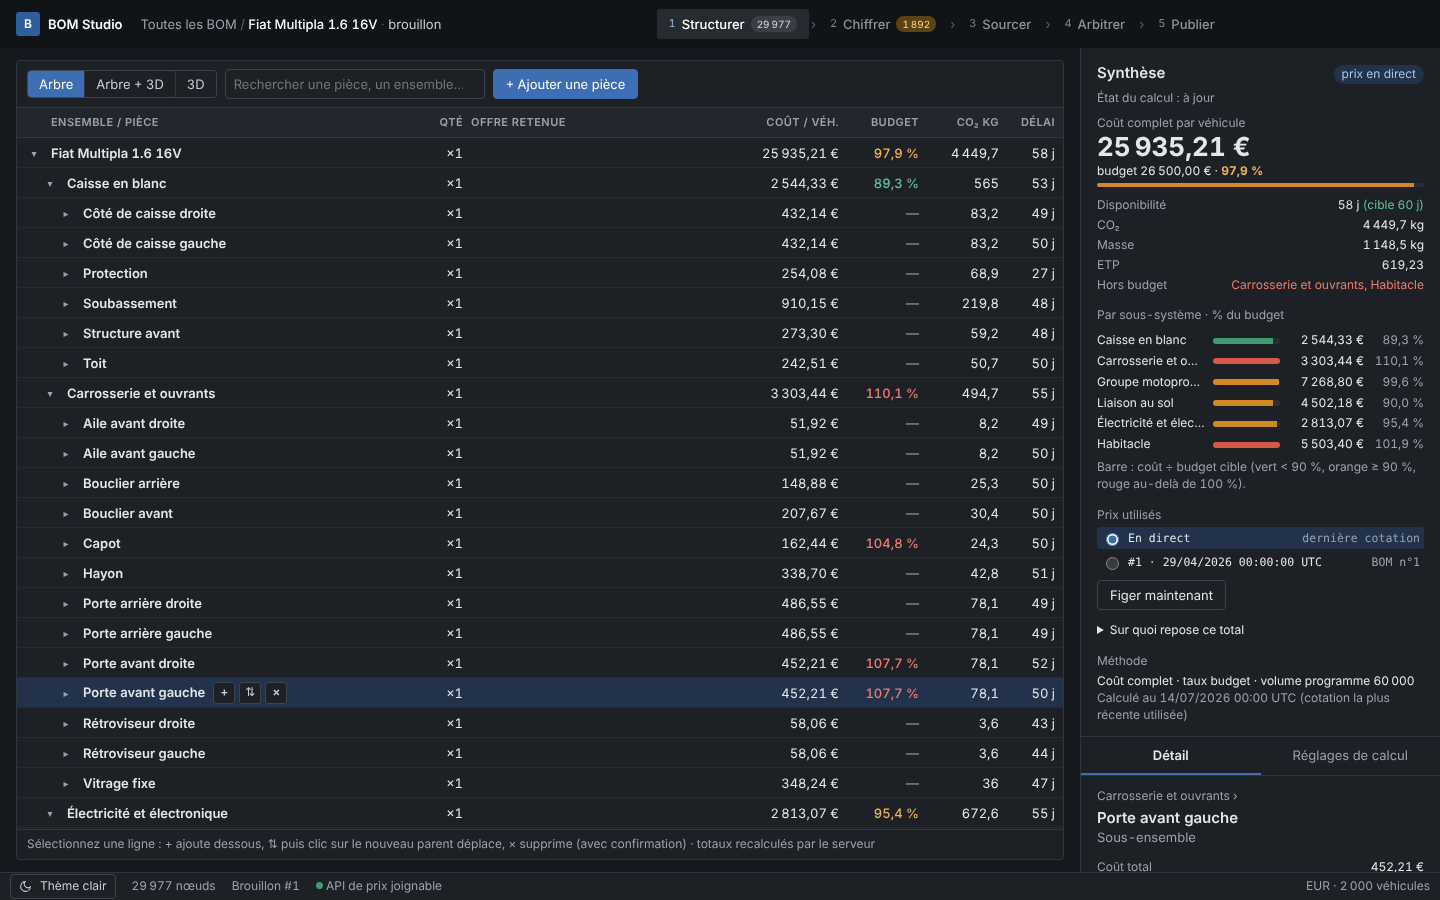 B BOM Studio Toutes les BOM / Fiat Multipla 1.6 16V · brouillon 1 Structurer 29 977 › 2 Chiffrer 1 892 › 3 Sourcer › 4 Arbitrer › 5 Publier
Arbre Arbre + 3D 3D Rechercher une pièce, un ensemble... + Ajouter une pièce
ENSEMBLE / PIÈCE QTÉ OFFRE RETENUE COÛT / VÉH. BUDGET CO₂ KG DÉLAI
Fiat Multipla 1.6 16V ×1 25 935,21 € 97,9 % 4 449,7 58 j
Caisse en blanc ×1 2 544,33 € 89,3 % 565 53 j
Côté de caisse droite ×1 432,14 € — 83,2 49 j
Côté de caisse gauche ×1 432,14 € — 83,2 50 j
Protection ×1 254,08 € — 68,9 27 j
Soubassement ×1 910,15 € — 219,8 48 j
Structure avant ×1 273,30 € — 59,2 48 j
Toit ×1 242,51 € — 50,7 50 j
Carrosserie et ouvrants ×1 3 303,44 € 110,1 % 494,7 55 j
Aile avant droite ×1 51,92 € — 8,2 49 j
Aile avant gauche ×1 51,92 € — 8,2 50 j
Bouclier arrière ×1 148,88 € — 25,3 50 j
Bouclier avant ×1 207,67 € — 30,4 50 j
Capot ×1 162,44 € 104,8 % 24,3 50 j
Hayon ×1 338,70 € — 42,8 51 j
Porte arrière droite ×1 486,55 € — 78,1 49 j
Porte arrière gauche ×1 486,55 € — 78,1 49 j
Porte avant droite ×1 452,21 € 107,7 % 78,1 52 j
Porte avant gauche + ⇅ × ×1 452,21 € 107,7 % 78,1 50 j
Rétroviseur droite ×1 58,06 € — 3,6 43 j
Rétroviseur gauche ×1 58,06 € — 3,6 44 j
Vitrage fixe ×1 348,24 € — 36 47 j
Électricité et électronique ×1 2 813,07 € 95,4 % 672,6 55 j
Sélectionnez une ligne : + ajoute dessous, ⇅ puis clic sur le nouveau parent déplace, × supprime (avec confirmation) · totaux recalculés par le serveur
Synthèse prix en direct
État du calcul : à jour
Coût complet par véhicule
25 935,21 €
budget 26 500,00 € · 97,9 %
Disponibilité 58 j (cible 60 j)
CO₂ 4 449,7 kg
Masse 1 148,5 kg
ETP 619,23
Hors budget Carrosserie et ouvrants, Habitacle
Par sous-système · % du budget
Caisse en blanc 2 544,33 € 89,3 %
Carrosserie et o... 3 303,44 € 110,1 %
Groupe motopro... 7 268,80 € 99,6 %
Liaison au sol 4 502,18 € 90,0 %
Électricité et élec... 2 813,07 € 95,4 %
Habitacle 5 503,40 € 101,9 %
Barre : coût ÷ budget cible (vert < 90 %, orange ≥ 90 %,
rouge au-delà de 100 %).
Prix utilisés
En direct dernière cotation
#1 · 29/04/2026 00:00:00 UTC BOM n°1
Figer maintenant
Sur quoi repose ce total
Méthode
Coût complet · taux budget · volume programme 60 000
Calculé au 14/07/2026 00:00 UTC (cotation la plus
récente utilisée)
Détail Réglages de calcul
Carrosserie et ouvrants ›
Porte avant gauche
Sous-ensemble
Coût total 452,21 €
Thème clair 29 977 nœuds Brouillon #1 API de prix joignable EUR · 2 000 véhicules